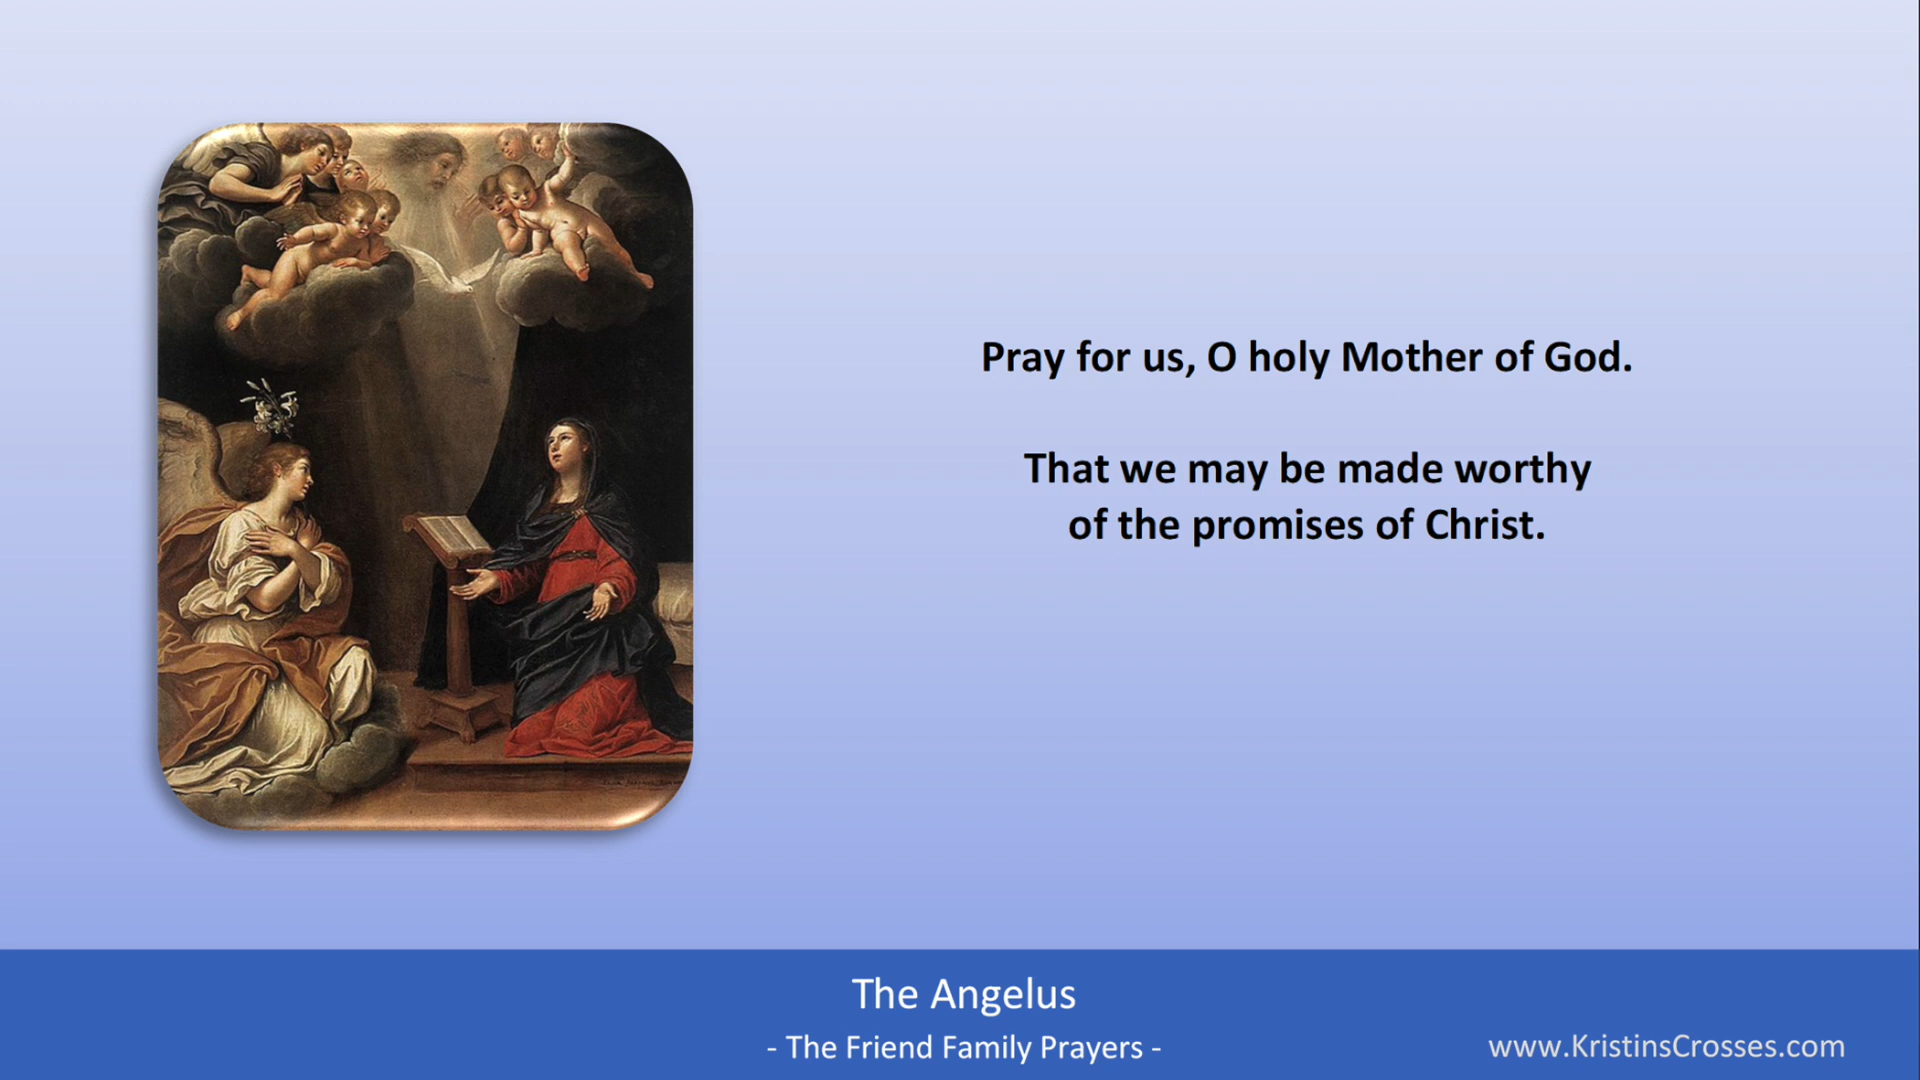 Pray for us, O holy Mother of God.
That we may be made worthy
of the promises of Christ.
The Angelus
- The Friend Family Prayers -
www.KristinsCrosses.com